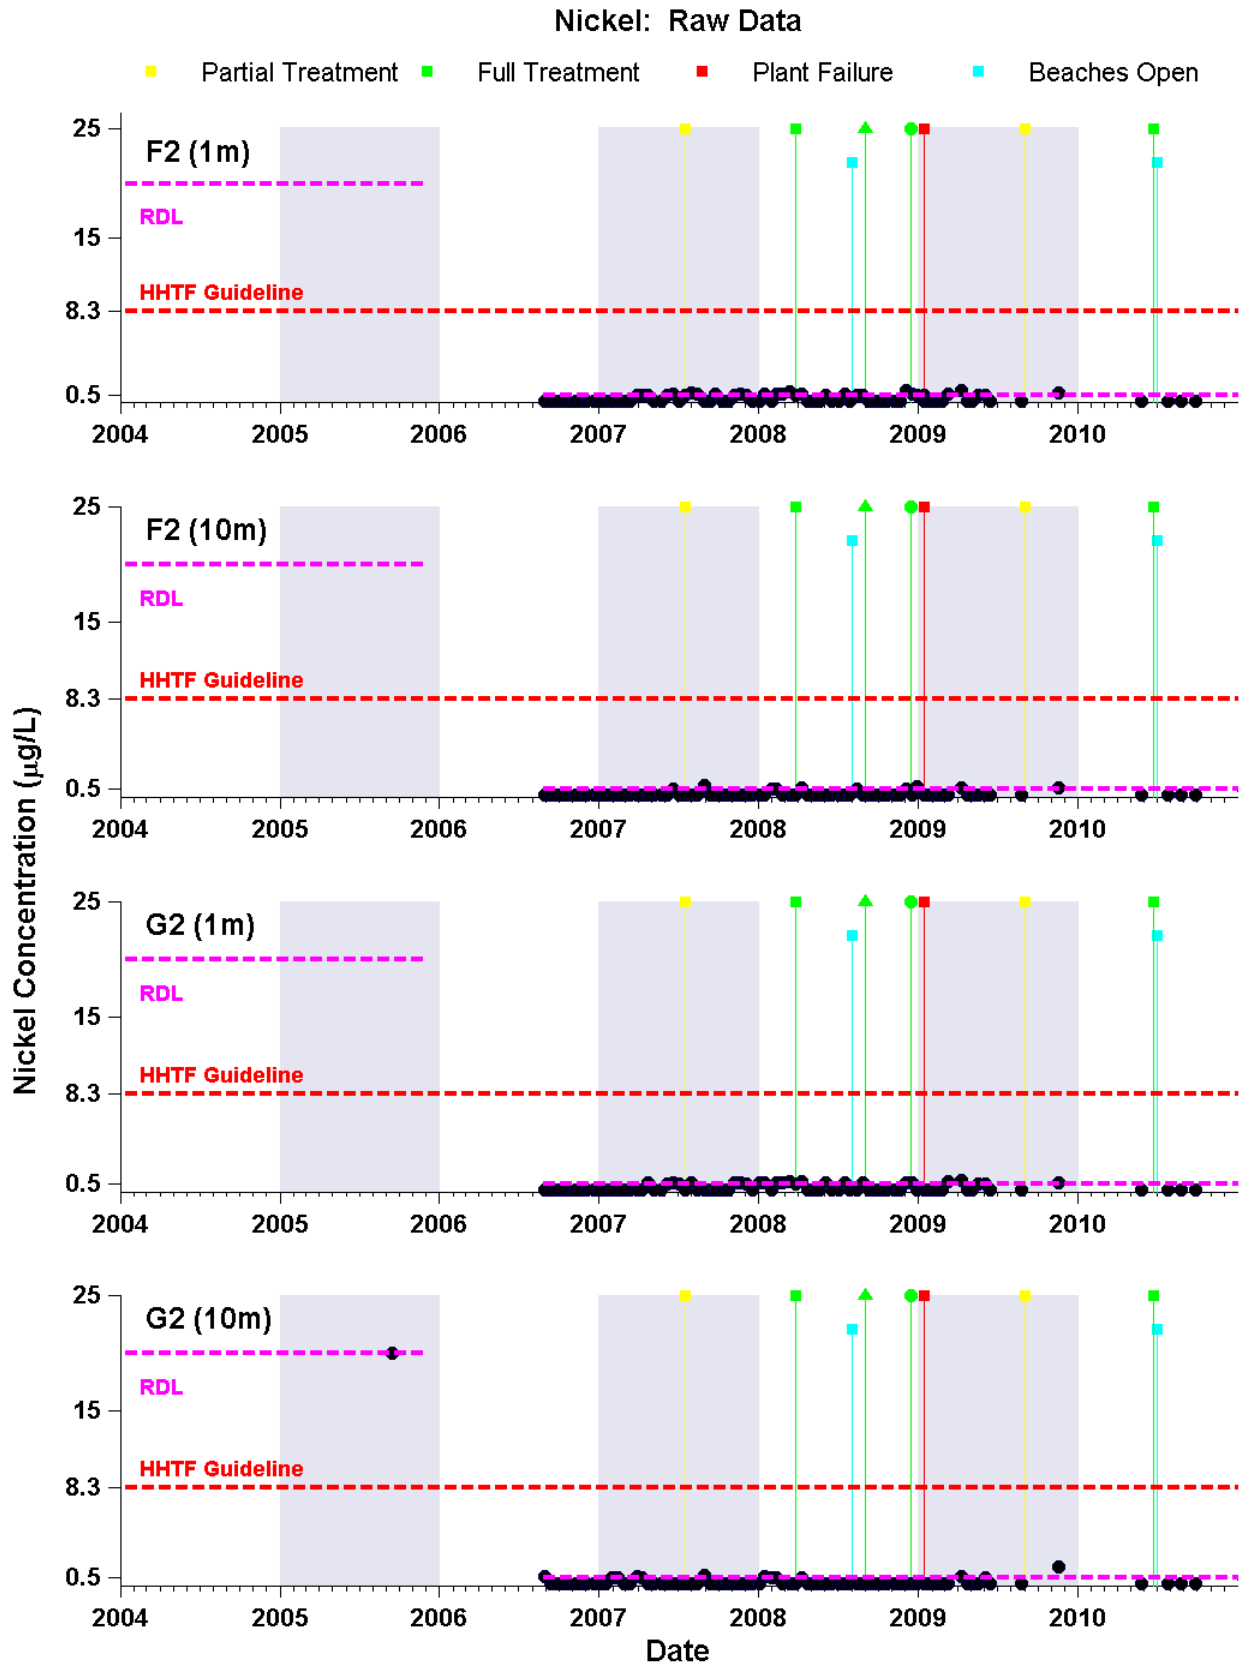 Nickel:  Raw Data
Partial Treatment Full Treatment Plant Failure Beaches Open
25
F2 (1m)
RDL
15
HHTF Guideline
8.3
0.5
2004 2005 2006 2007 2008 2009 2010
25
F2 (10m)
RDL
15
HHTF Guideline
8.3
0.5
2004 2005 2006 2007 2008 2009 2010
Nickel Concentration (µg/L)
25
G2 (1m)
RDL
15
HHTF Guideline
8.3
0.5
2004 2005 2006 2007 2008 2009 2010
25
G2 (10m)
RDL
15
HHTF Guideline
8.3
0.5
2004 2005 2006 2007 2008 2009 2010
Date